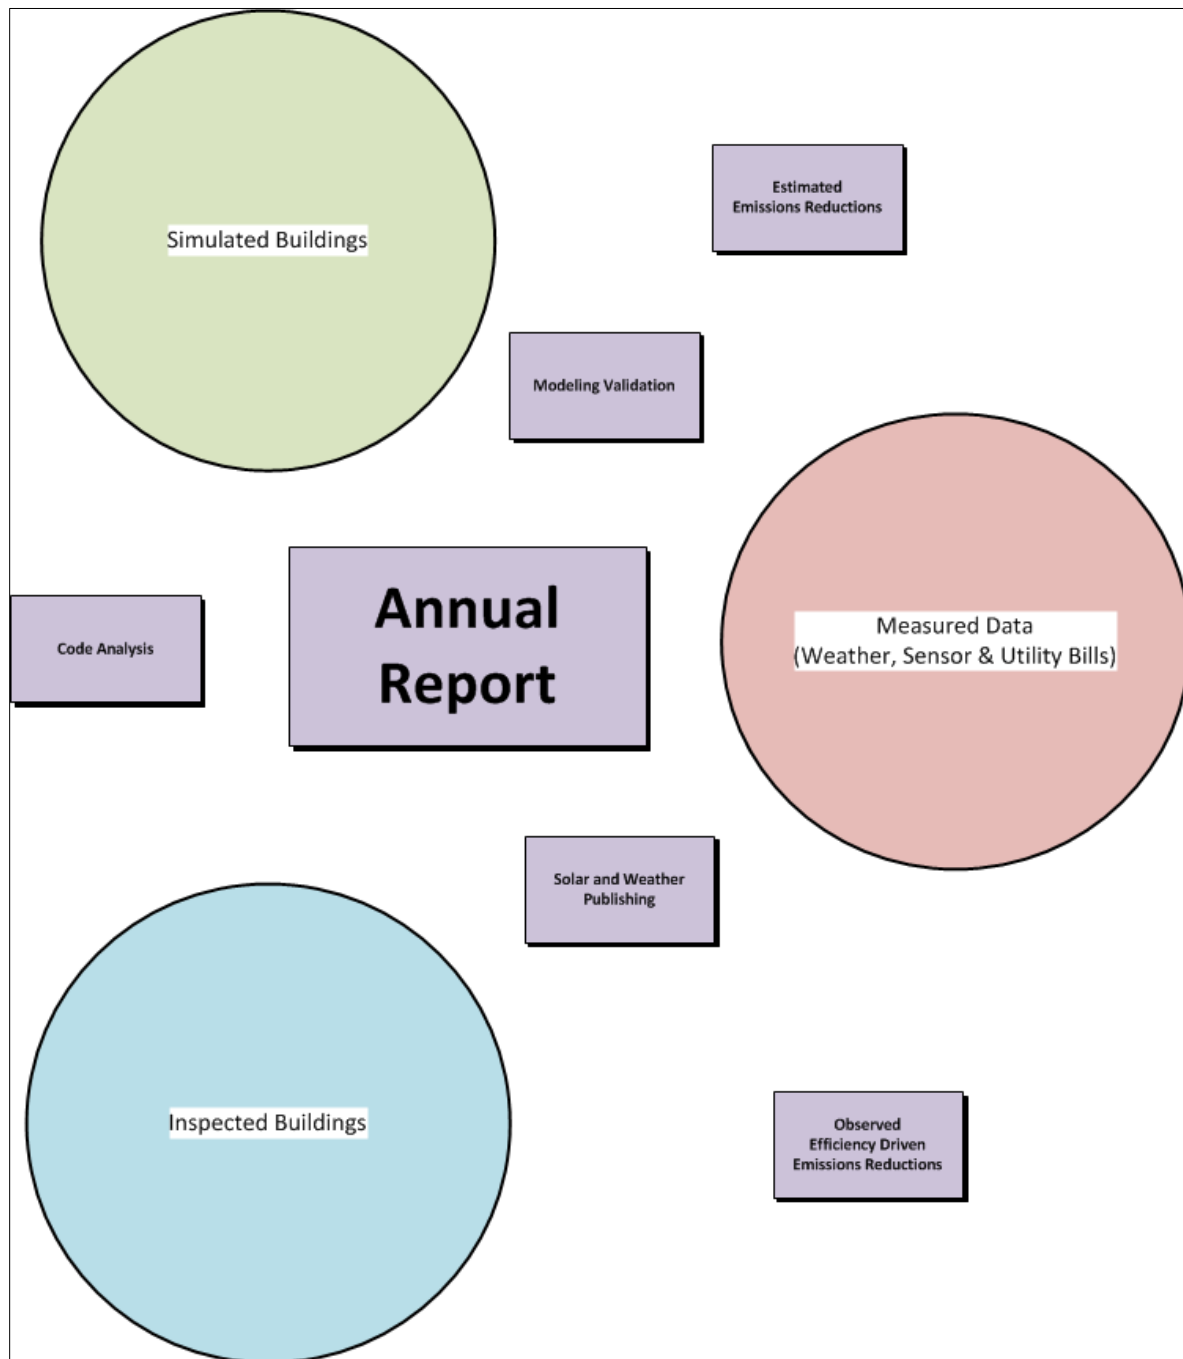 Estimated
Emissions Reductions
Simulated Buildings
Modeling Validation
Annual
Report
Measured Data
(Weather, Sensor & Utility Bills)
Code Analysis
Solar and Weather
Publishing
Inspected Buildings
Observed
Efficiency Driven
Emissions Reductions